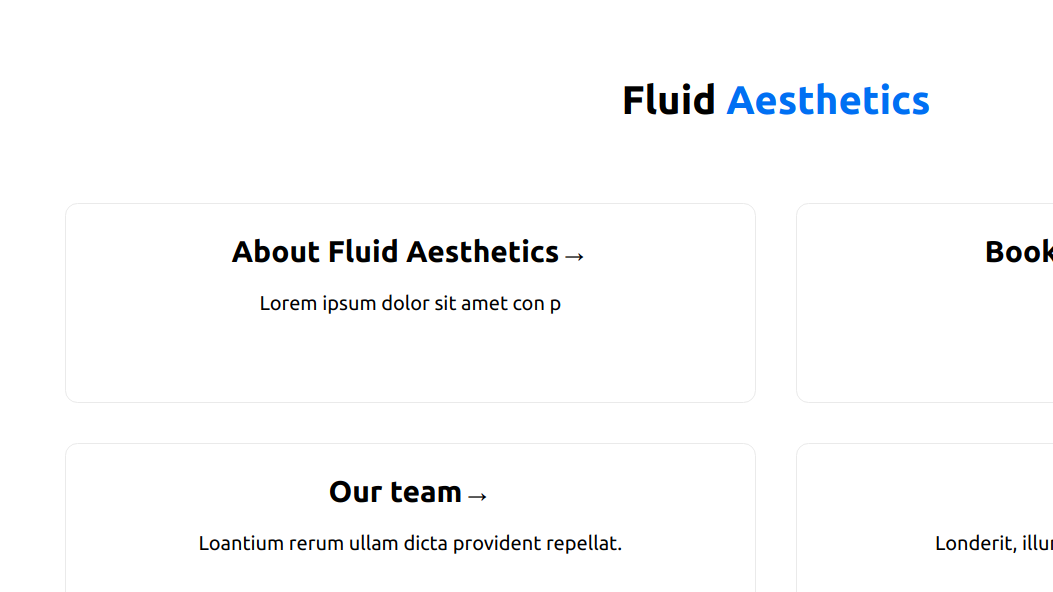 Fluid Aesthetics
About Fluid Aesthetics→
Lorem ipsum dolor sit amet con p
Book
Our team→
Loantium rerum ullam dicta provident repellat.
Londerit,